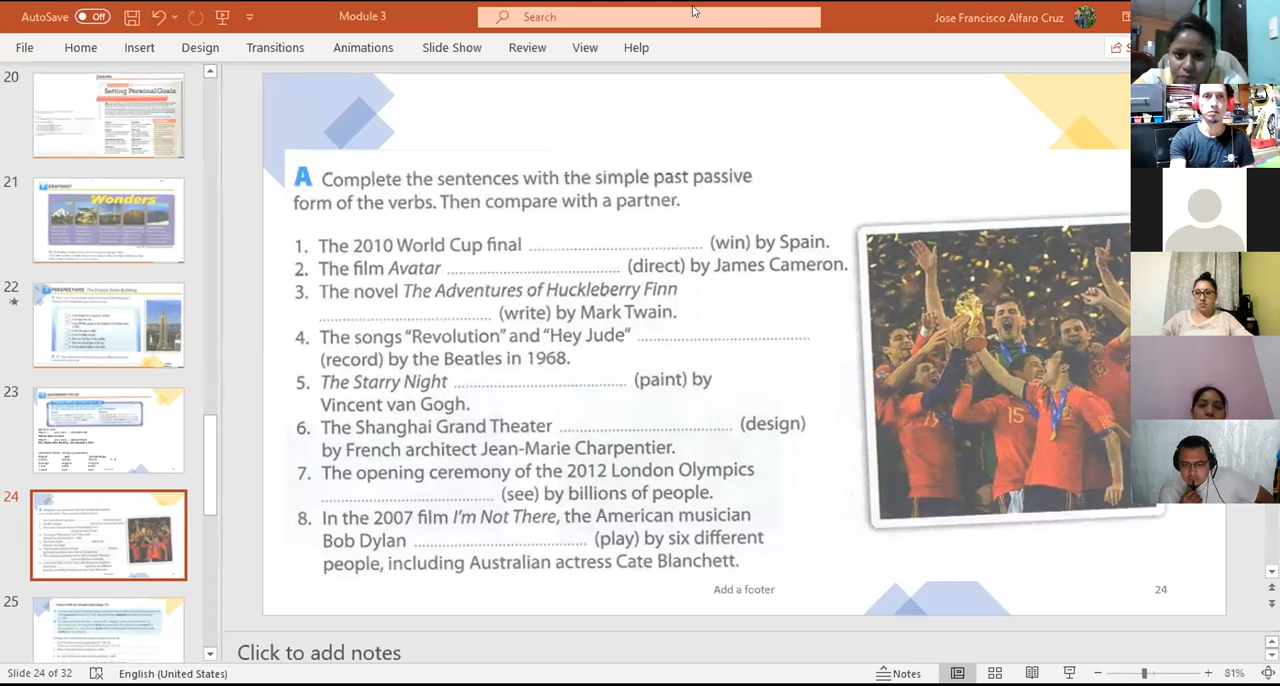 AutoSave Off Module 3 Search Jose Francisco Alfaro Cruz
File Home Insert Design Transitions Animations Slide Show Review View Help
20
Setting Personal Goals
21
SNAPSHOT
Wonders
22
PERSPECTIVES The Empire State Building
23
24
25
A Complete the sentences with the simple past passive
form of the verbs. Then compare with a partner.
1. The 2010 World Cup final ........................ (win) by Spain.
2. The film Avatar ........................ (direct) by James Cameron.
3. The novel The Adventures of Huckleberry Finn
........................ (write) by Mark Twain.
4. The songs "Revolution" and "Hey Jude" ........................
(record) by the Beatles in 1968.
5. The Starry Night ........................ (paint) by
Vincent van Gogh.
6. The Shanghai Grand Theater ........................ (design)
by French architect Jean-Marie Charpentier.
7. The opening ceremony of the 2012 London Olympics
........................ (see) by billions of people.
8. In the 2007 film I'm Not There, the American musician
Bob Dylan ........................ (play) by six different
people, including Australian actress Cate Blanchett.
15
Add a footer
24
Click to add notes
Slide 24 of 32 English (United States) Notes 81%